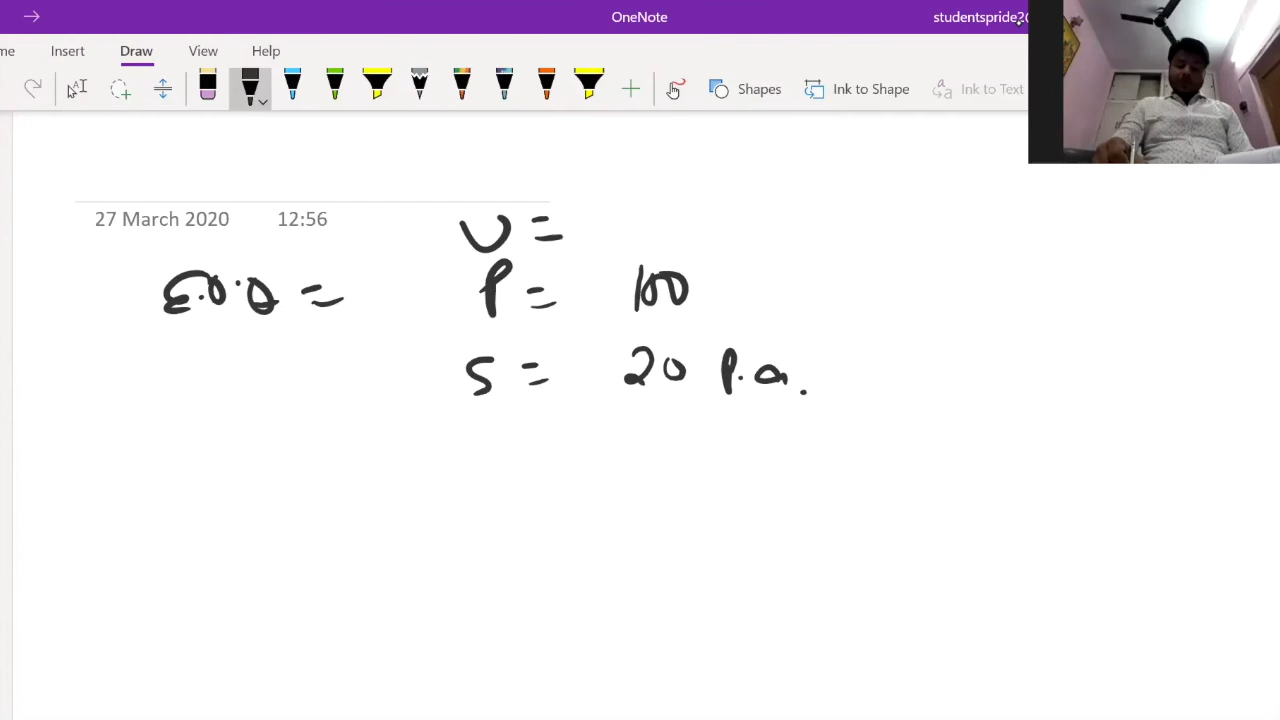 OneNote
studentspride2
me Insert Draw View Help
Shapes Ink to Shape Ink to Text
27 March 2020 12:56
U =
E.O.Q = P = 100
S = 20 P.a.